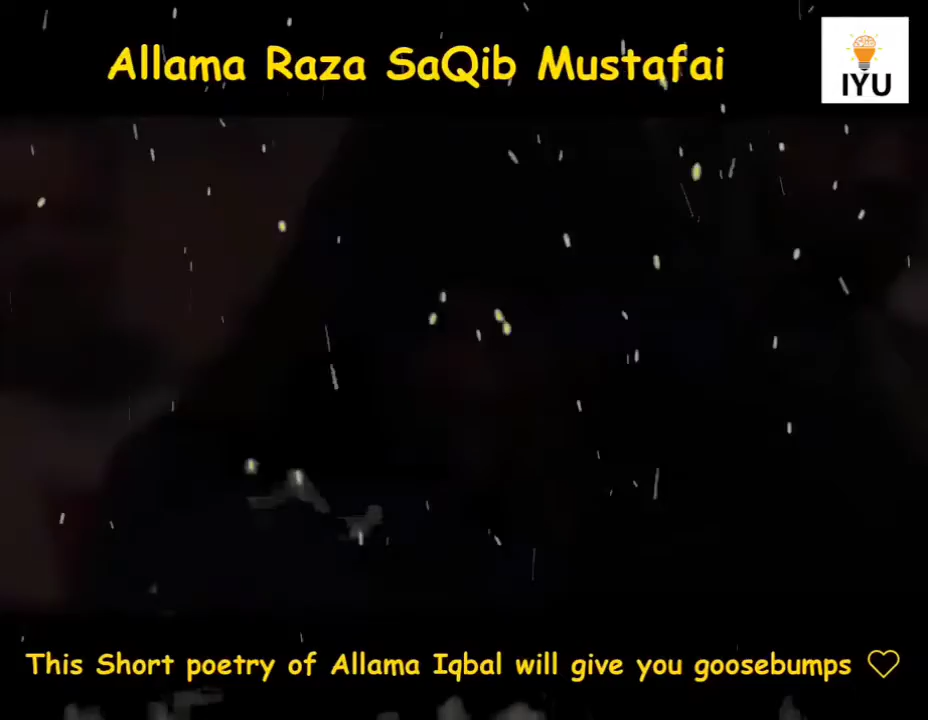 Allama Raza SaQib Mustafai
IYU
This Short poetry of Allama Iqbal will give you goosebumps ♡